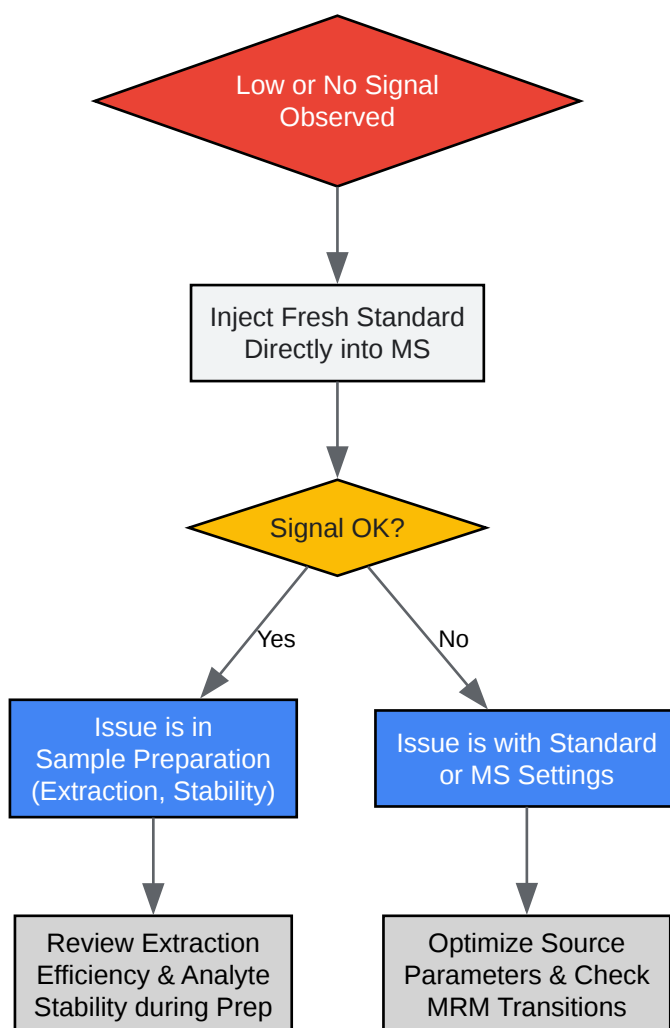 Low or No Signal
Observed
Inject Fresh Standard
Directly into MS
Signal OK?
Yes
No
Issue is in
Sample Preparation
(Extraction, Stability)
Issue is with Standard
or MS Settings
Review Extraction
Efficiency & Analyte
Stability during Prep
Optimize Source
Parameters & Check
MRM Transitions